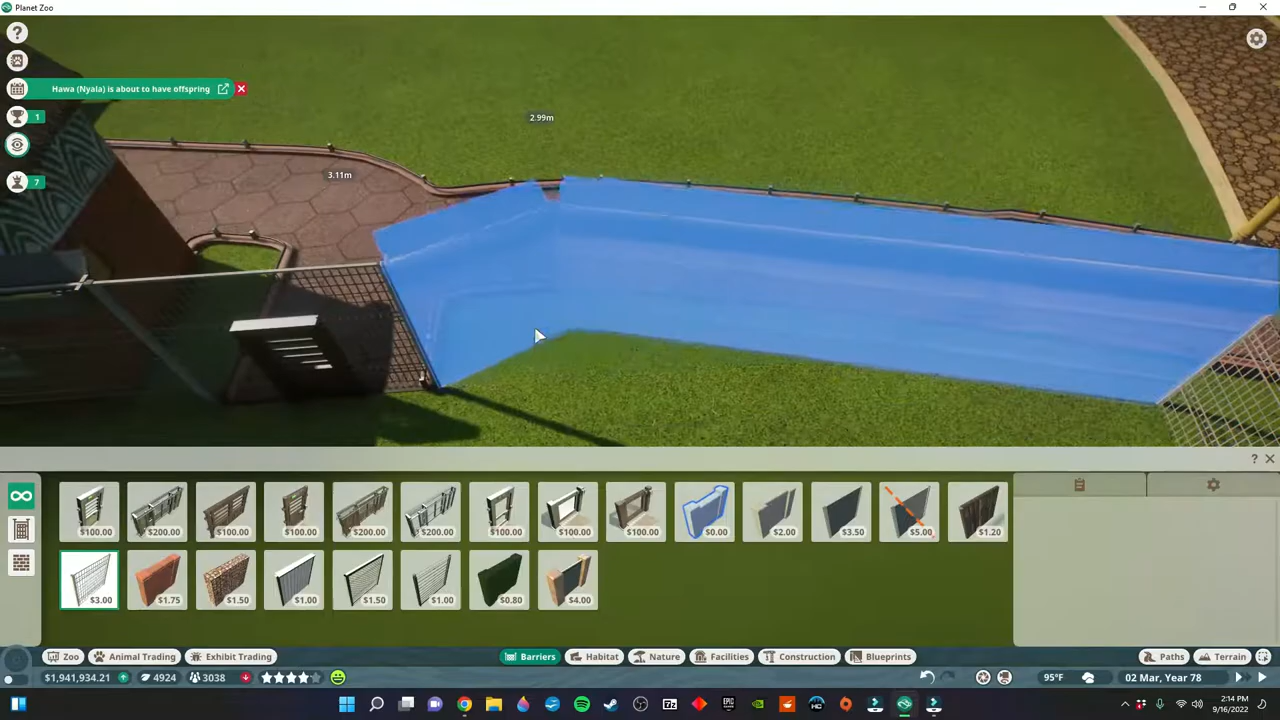 Planet Zoo
Hawa (Nyala) is about to have offspring
1
7
2.99m
3.11m
?
$100.00 $200.00 $100.00 $100.00 $200.00 $200.00 $100.00 $100.00 $100.00 $0.00 $2.00 $3.50 $5.00 $1.20
$3.00 $1.75 $1.50 $1.00 $1.50 $1.00 $0.80 $4.00
Zoo Animal Trading Exhibit Trading Barriers Habitat Nature Facilities Construction Blueprints Paths Terrain
$1,941,934.21 4924 3038 95°F 02 Mar, Year 78
2:14 PM
9/16/2022